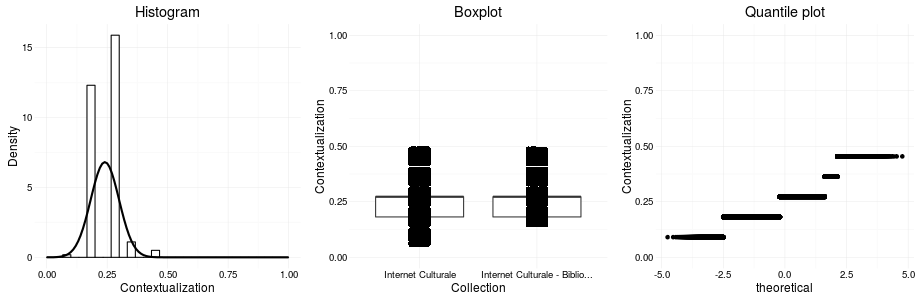 Histogram
Boxplot
Quantile plot
Density
15
10
5
0
0.00
0.25
0.50
0.75
1.00
Contextualization
Contextualization
1.00
0.75
0.50
0.25
0.00
Internet Culturale
Internet Culturale - Biblio...
Collection
Contextualization
1.00
0.75
0.50
0.25
0.00
-5.0
-2.5
0.0
2.5
5.0
theoretical